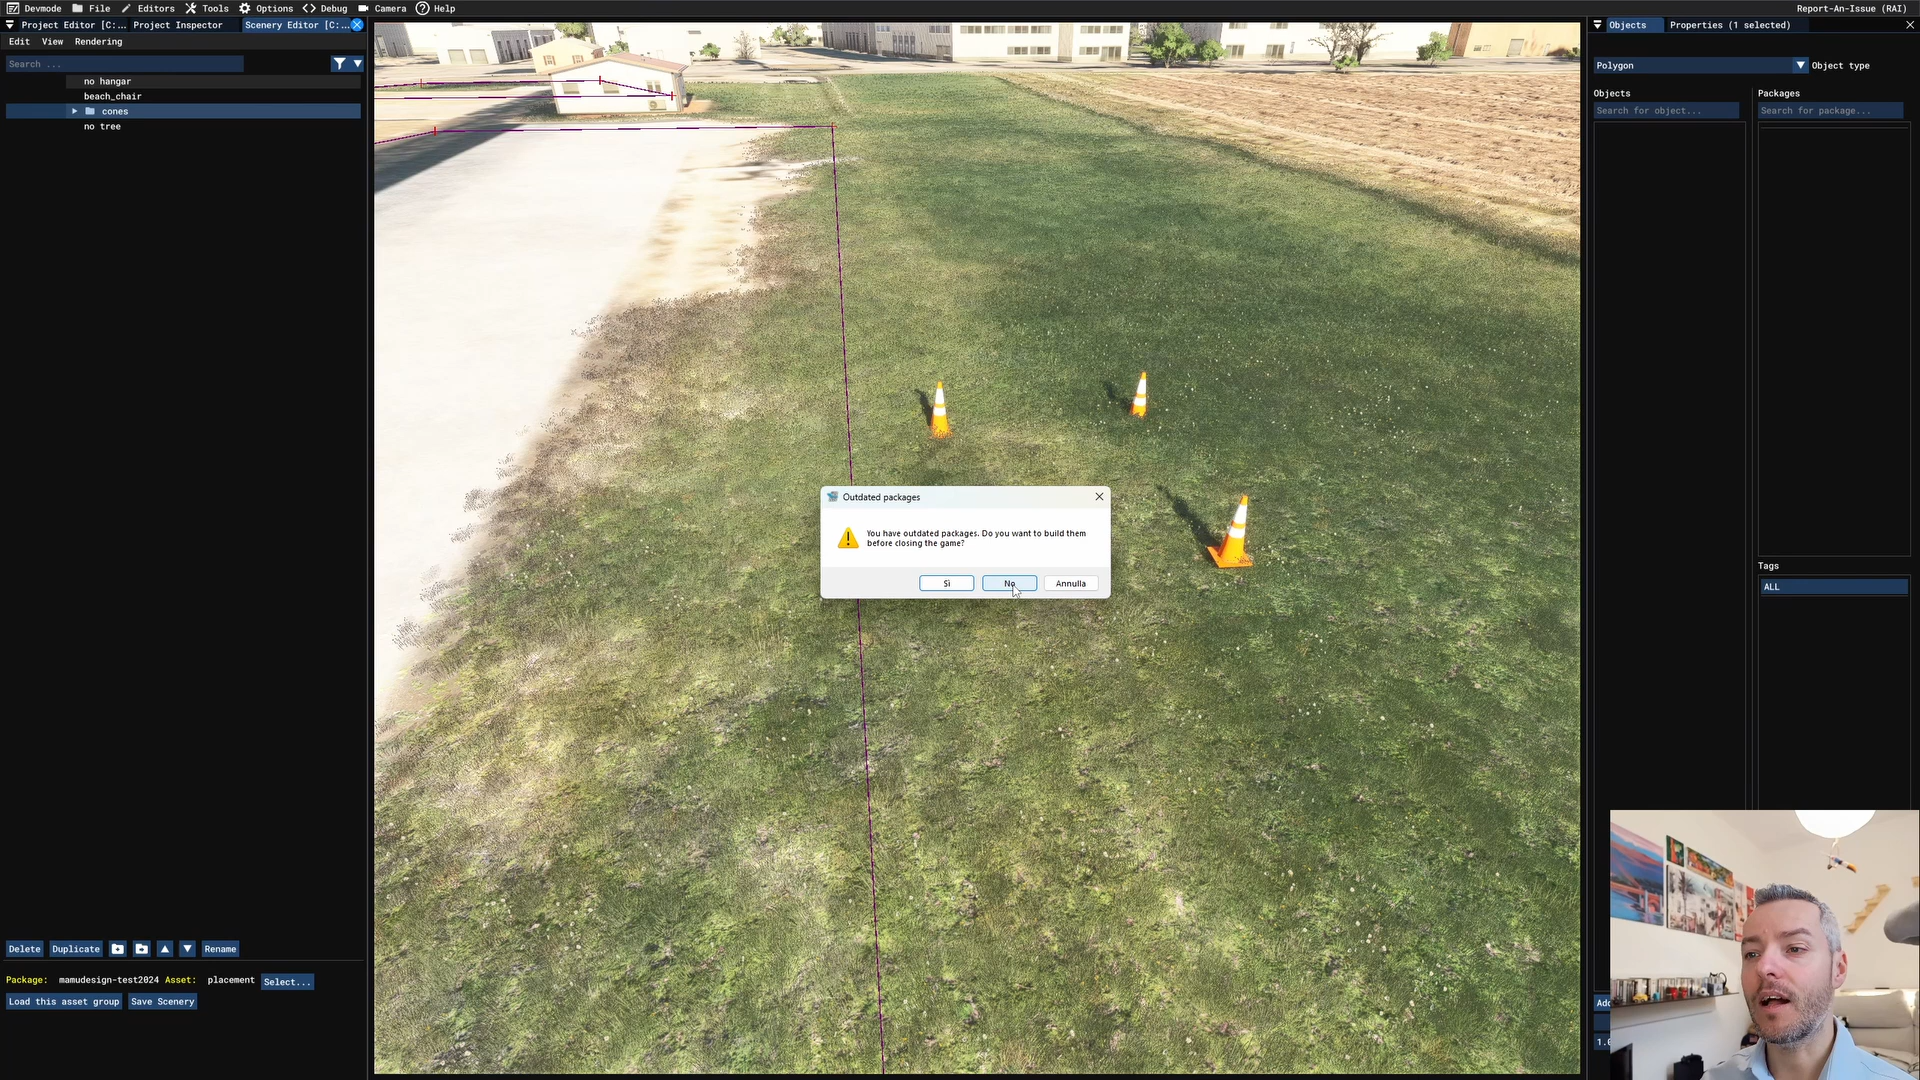 Devmode File Editors Tools Options Debug Camera Help Report-An-Issue (RAI)
Project Editor [C:... Project Inspector Scenery Editor [C:...
Edit View Rendering
Search ...
no hangar
beach_chair
cones
no tree
Delete Duplicate Rename
Package: mamudesign-test2024 Asset: placement Select...
Load this asset group Save Scenery
Outdated packages
You have outdated packages. Do you want to build them
before closing the game?
Sì No Annulla
Objects Properties (1 selected)
Polygon Object type
Objects Packages
Search for object... Search for package...
Tags
ALL